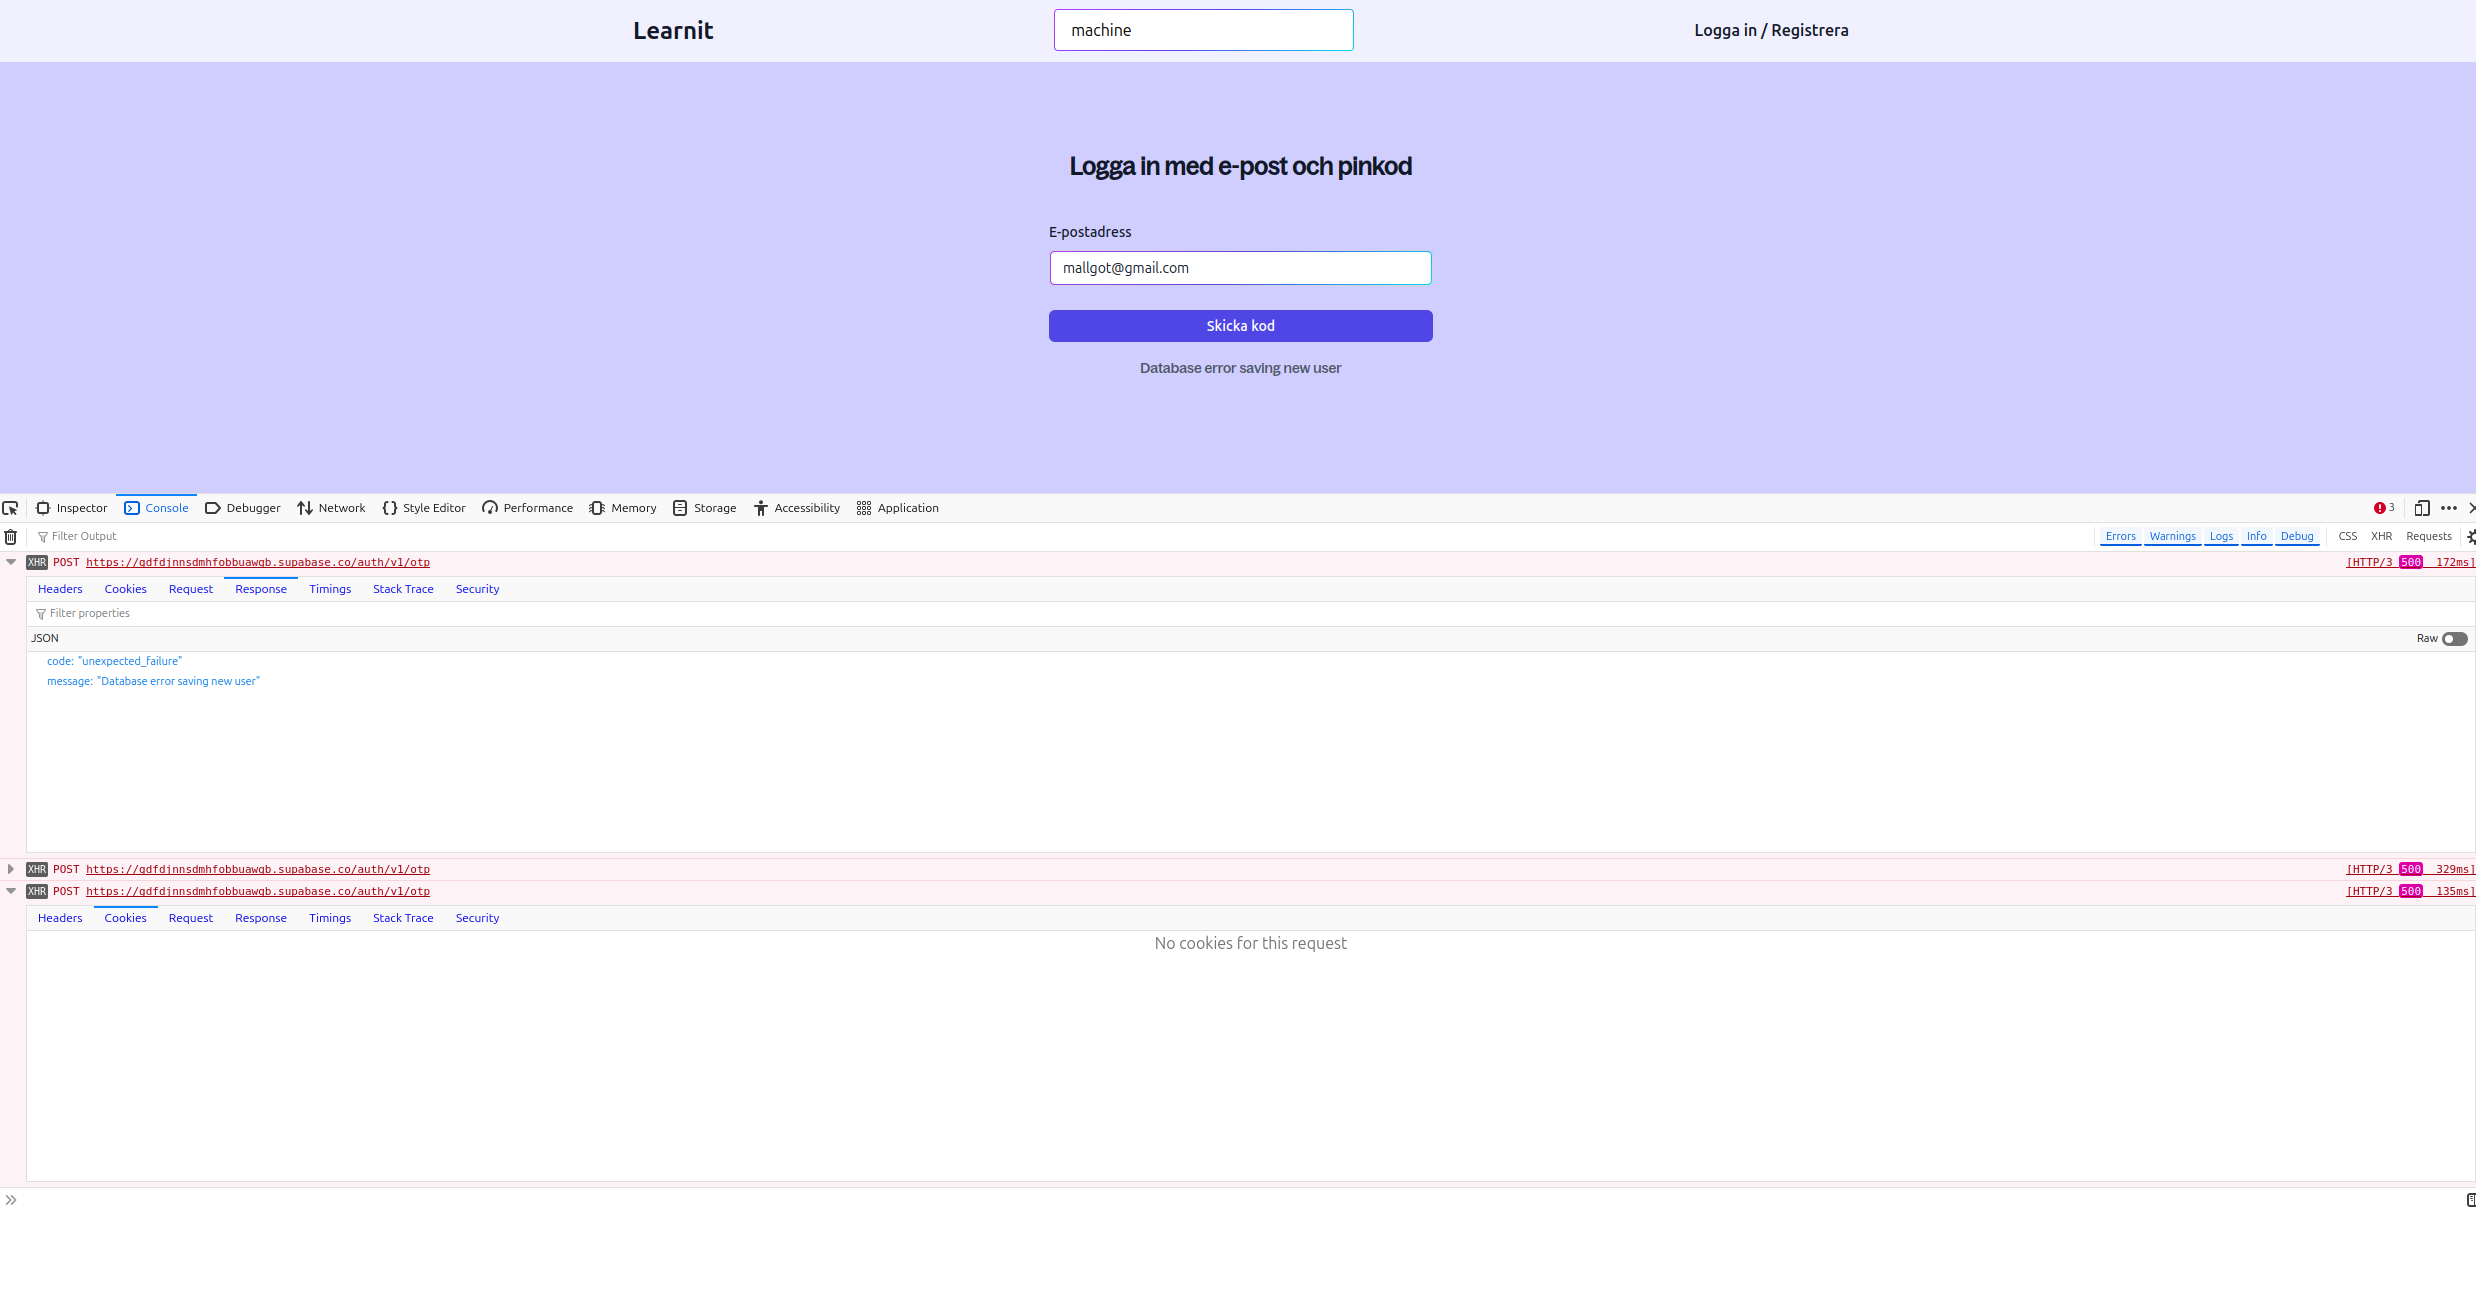 Learnit
machine
Logga in / Registrera
Logga in med e-post och pinkod
E-postadress
mallgot@gmail.com
Skicka kod
Database error saving new user
Inspector Console Debugger Network Style Editor Performance Memory Storage Accessibility Application 3
Filter Output Errors Warnings Logs Info Debug CSS XHR Requests
XHR POST https://gdfdjnnsdmhfobbuawgb.supabase.co/auth/v1/otp [HTTP/3 500 172ms]
Headers Cookies Request Response Timings Stack Trace Security
Filter properties
JSON Raw
code: "unexpected_failure"
message: "Database error saving new user"
XHR POST https://gdfdjnnsdmhfobbuawgb.supabase.co/auth/v1/otp [HTTP/3 500 329ms]
XHR POST https://gdfdjnnsdmhfobbuawgb.supabase.co/auth/v1/otp [HTTP/3 500 135ms]
Headers Cookies Request Response Timings Stack Trace Security
No cookies for this request